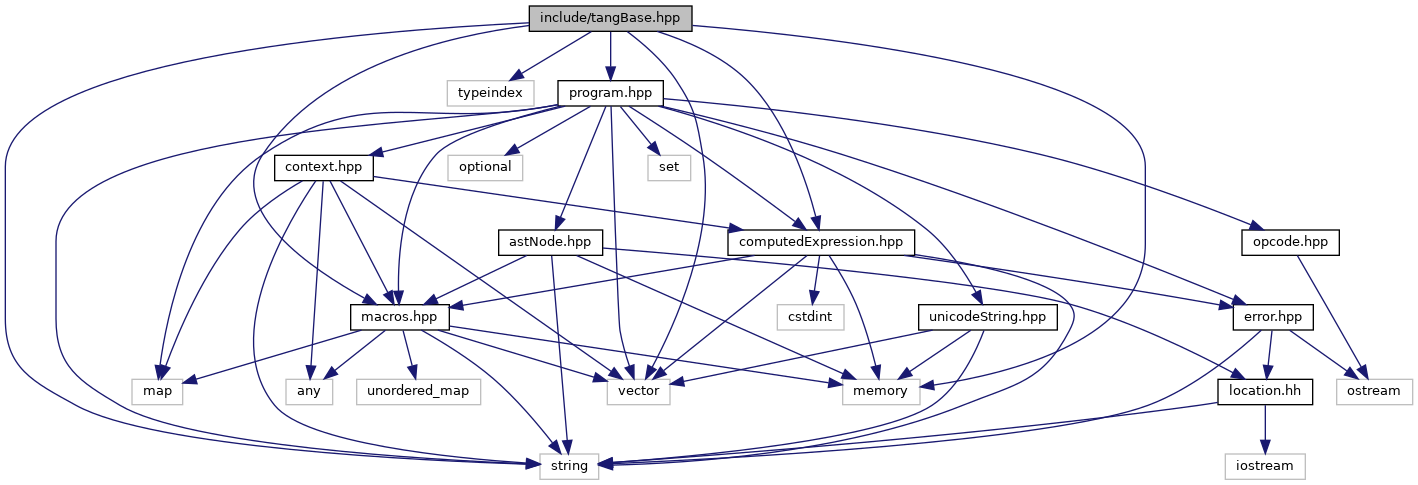 include/tangBase.hpp
typeindex
program.hpp
context.hpp
optional
set
astNode.hpp
computedExpression.hpp
opcode.hpp
macros.hpp
cstdint
unicodeString.hpp
error.hpp
map
any
unordered_map
vector
memory
location.hh
ostream
string
iostream